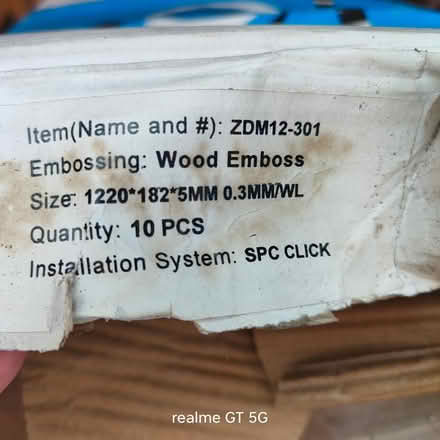 Item(Name and #): ZDM12-301
Embossing: Wood Emboss
Size: 1220*182*5MM 0.3MM/WL
Quantity: 10 PCS
Installation System: SPC CLICK
realme GT 5G